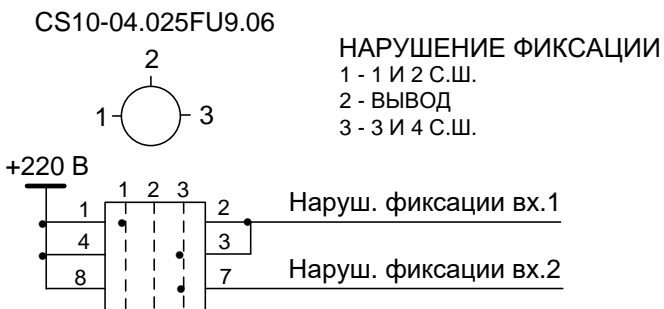 CS10-04.025FU9.06
НАРУШЕНИЕ ФИКСАЦИИ
1 - 1 И 2 С.Ш.
2 - ВЫВОД
3 - 3 И 4 С.Ш.
2
1 3
+220 В
1 2 3
1 2 Наруш. фиксации вх.1
4 3
8 7 Наруш. фиксации вх.2